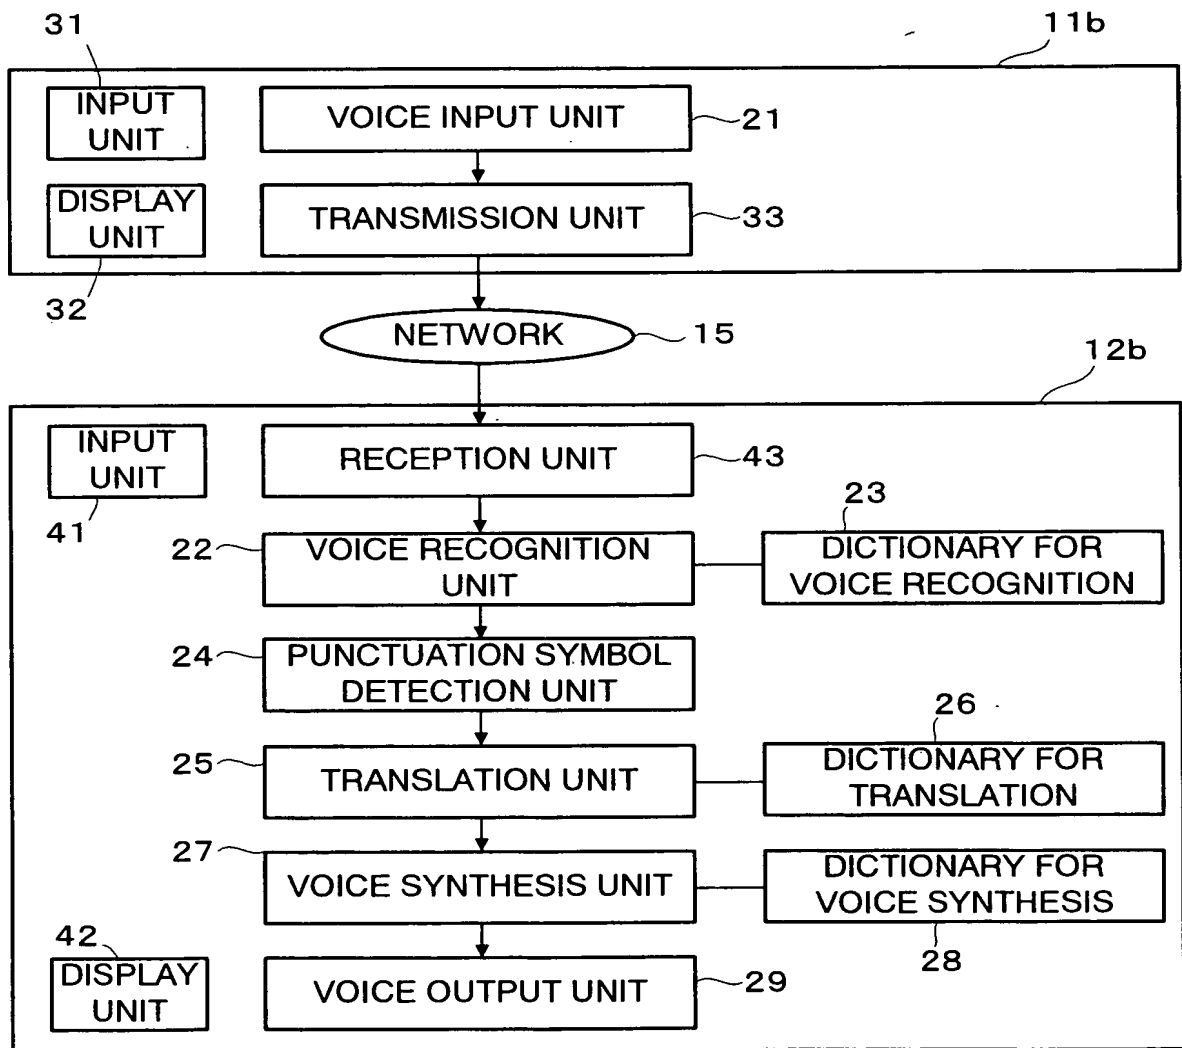 31
11b
INPUT
UNIT
VOICE INPUT UNIT
21
DISPLAY
UNIT
TRANSMISSION UNIT
33
32
NETWORK
15
12b
INPUT
UNIT
RECEPTION UNIT
43
41
23
22
VOICE RECOGNITION
UNIT
DICTIONARY FOR
VOICE RECOGNITION
24
PUNCTUATION SYMBOL
DETECTION UNIT
26
25
TRANSLATION UNIT
DICTIONARY FOR
TRANSLATION
27
VOICE SYNTHESIS UNIT
DICTIONARY FOR
VOICE SYNTHESIS
28
42
DISPLAY
UNIT
VOICE OUTPUT UNIT
29